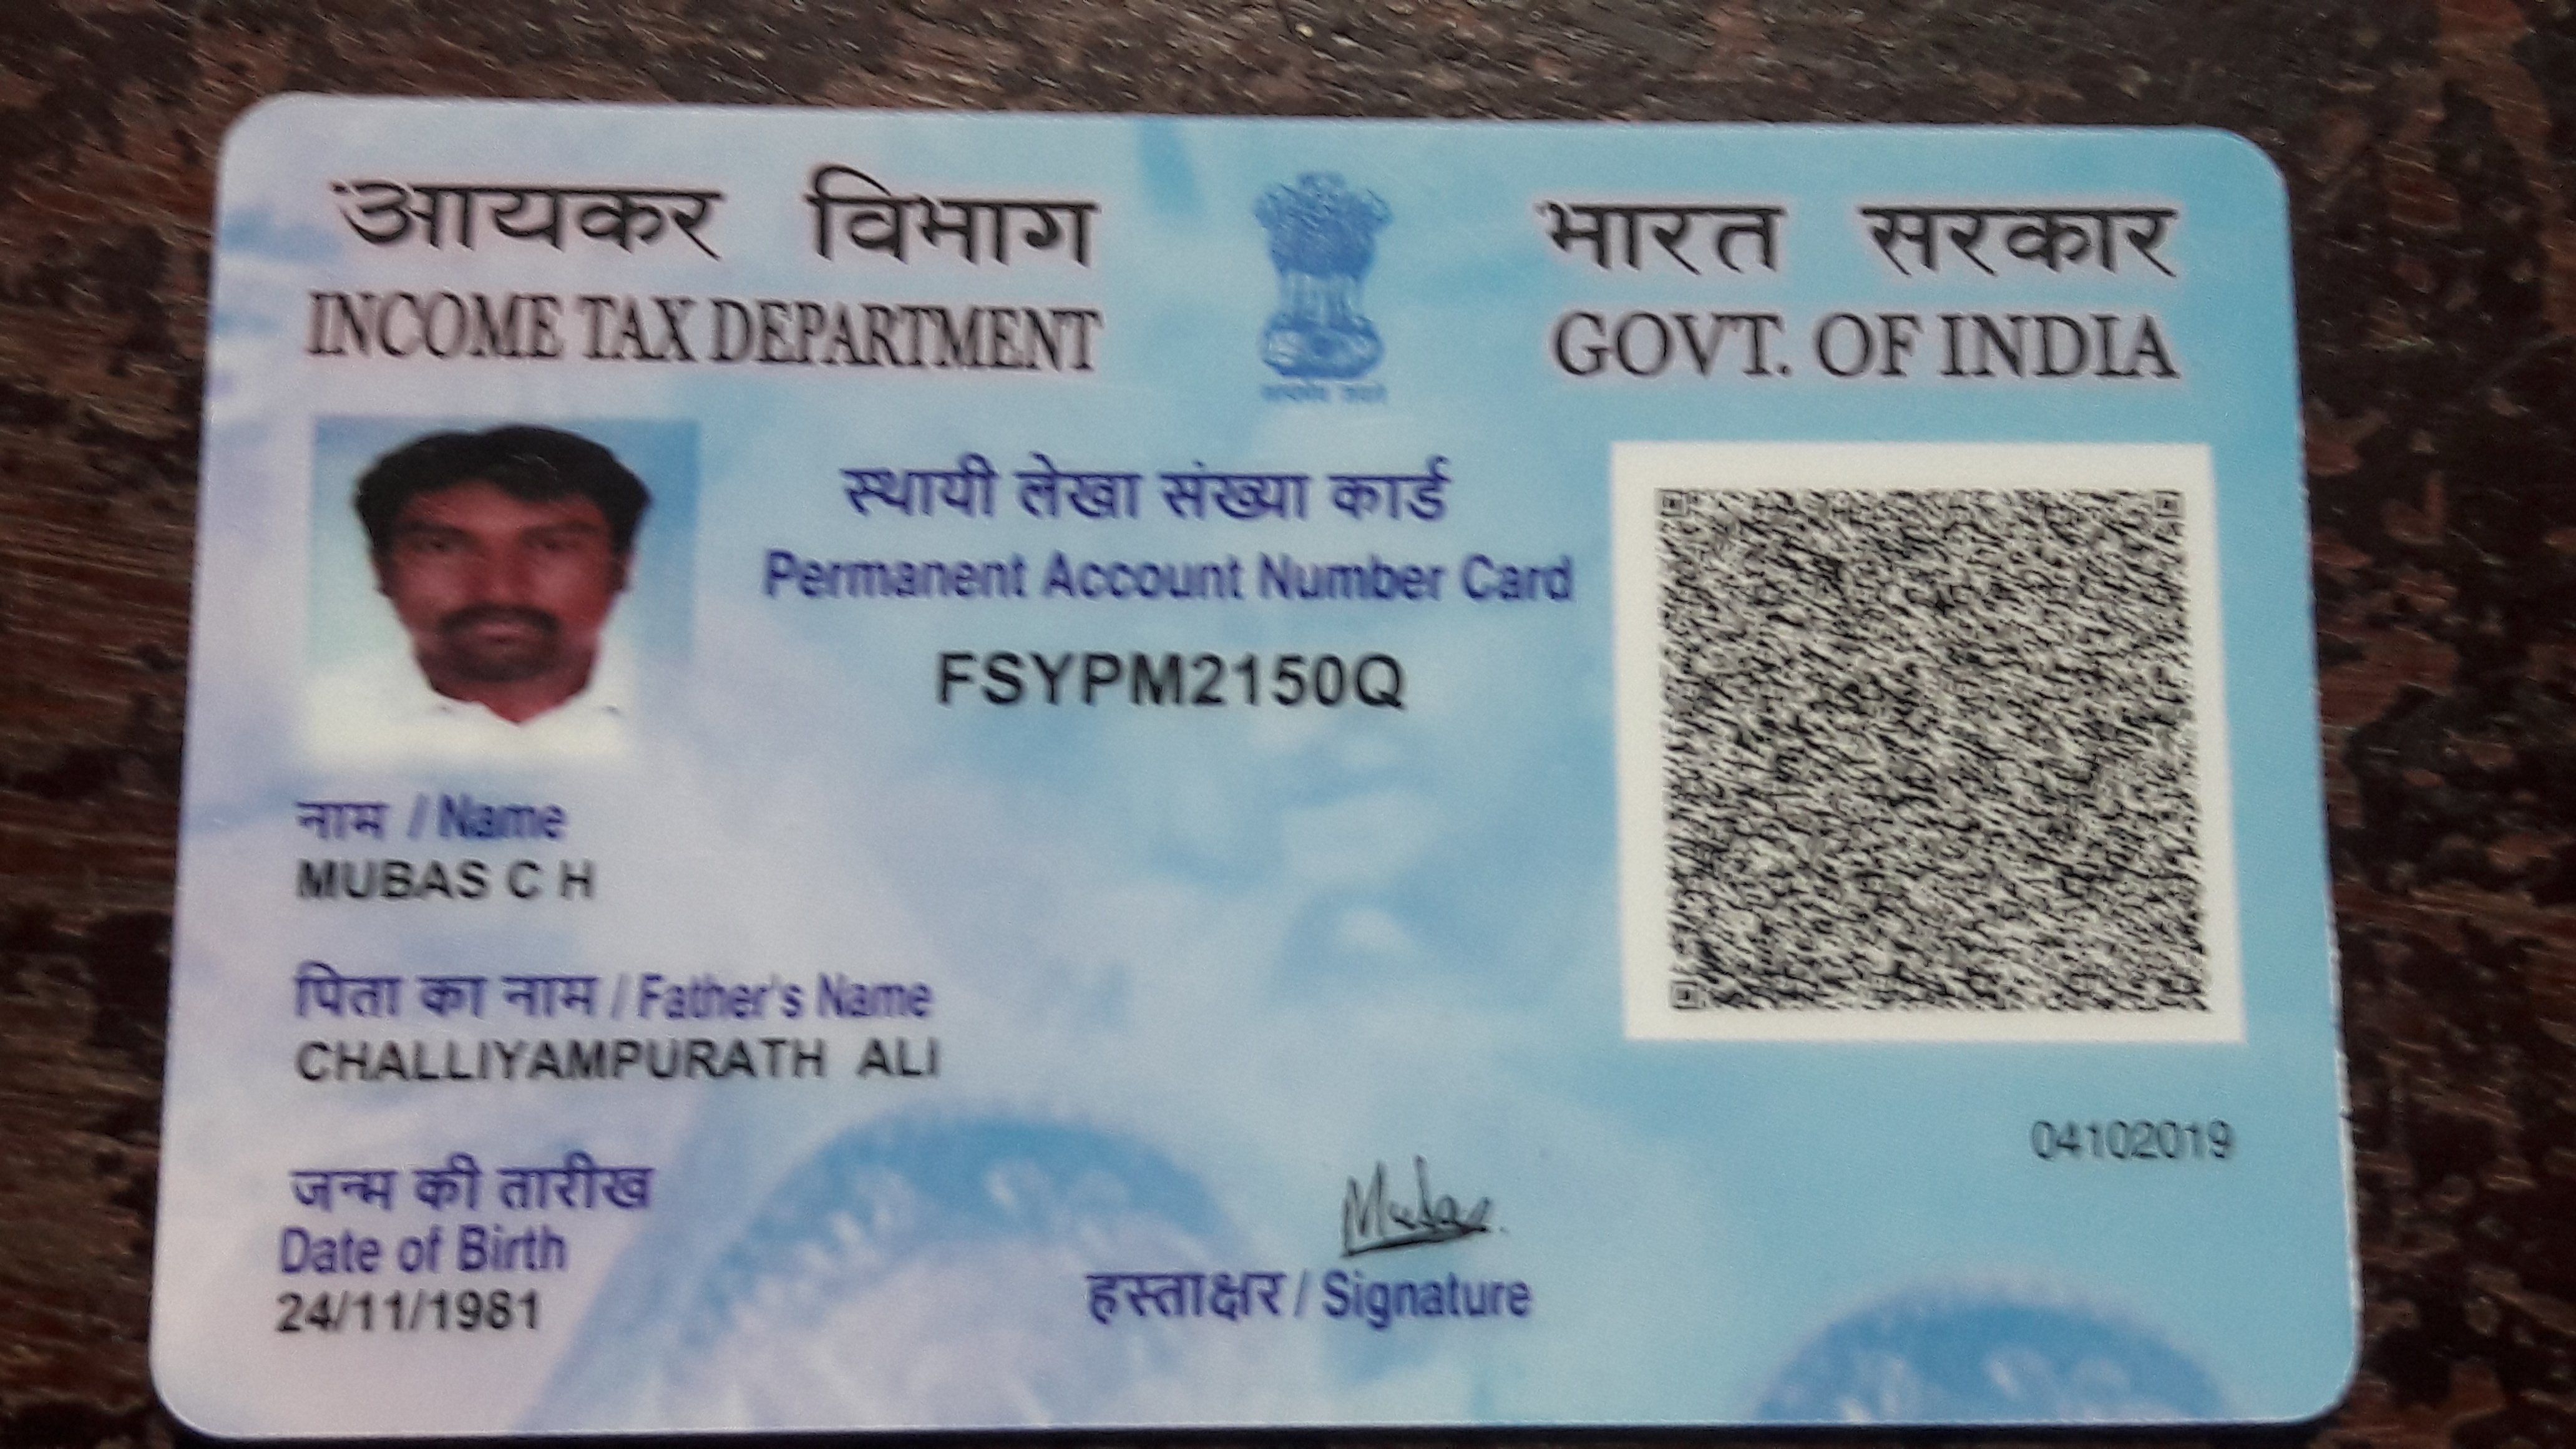 आयकर विभाग
INCOME TAX DEPARTMENT
भारत सरकार
GOVT. OF INDIA
स्थायी लेखा संख्या कार्ड
Permanent Account Number Card
FSYPM2150Q
नाम / Name
MUBAS C H
पिता का नाम / Father's Name
CHALLIYAMPURATH ALI
जन्म की तारीख
Date of Birth
24/11/1981
हस्ताक्षर / Signature
04102019